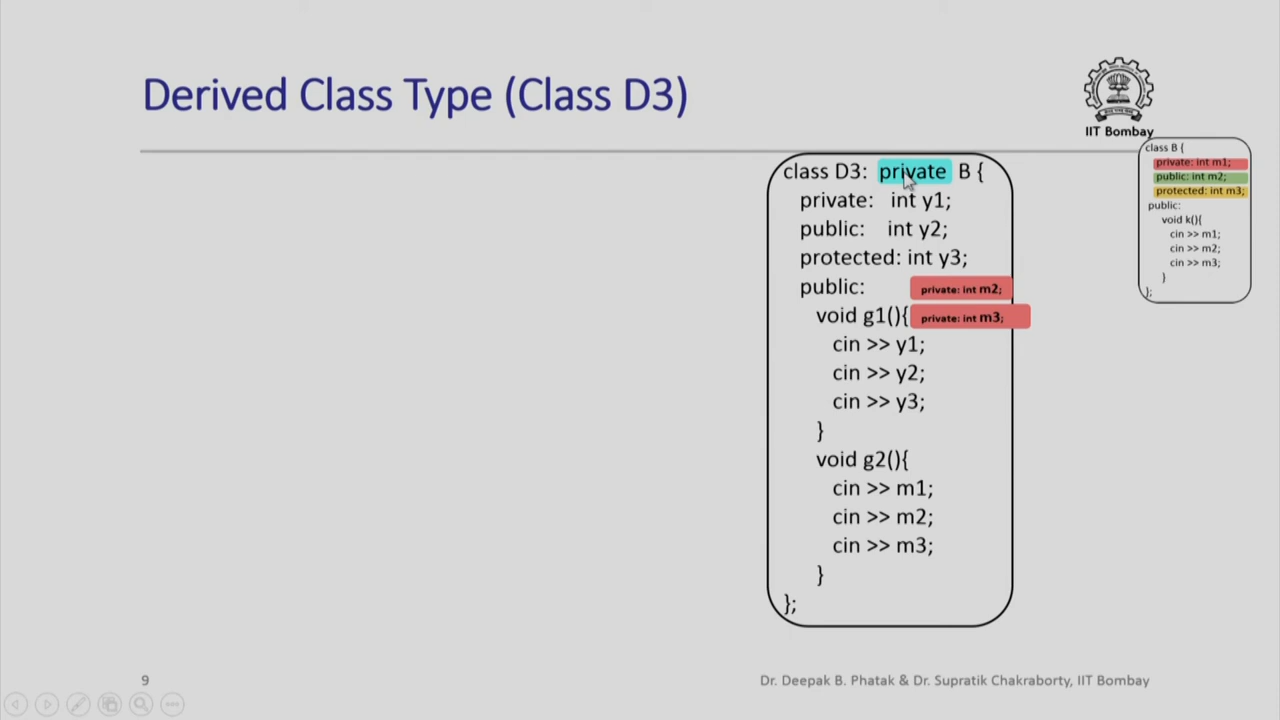 Derived Class Type (Class D3)
IIT Bombay
class D3: private B {
private: int y1;
public: int y2;
protected: int y3;
public:
private: int m2;
void g1(){
private: int m3;
cin >> y1;
cin >> y2;
cin >> y3;
}
void g2(){
cin >> m1;
cin >> m2;
cin >> m3;
}
};
class B {
private: int m1;
public: int m2;
protected: int m3;
public:
void k(){
cin >> m1;
cin >> m2;
cin >> m3;
}
};
9
Dr. Deepak B. Phatak & Dr. Supratik Chakraborty, IIT Bombay